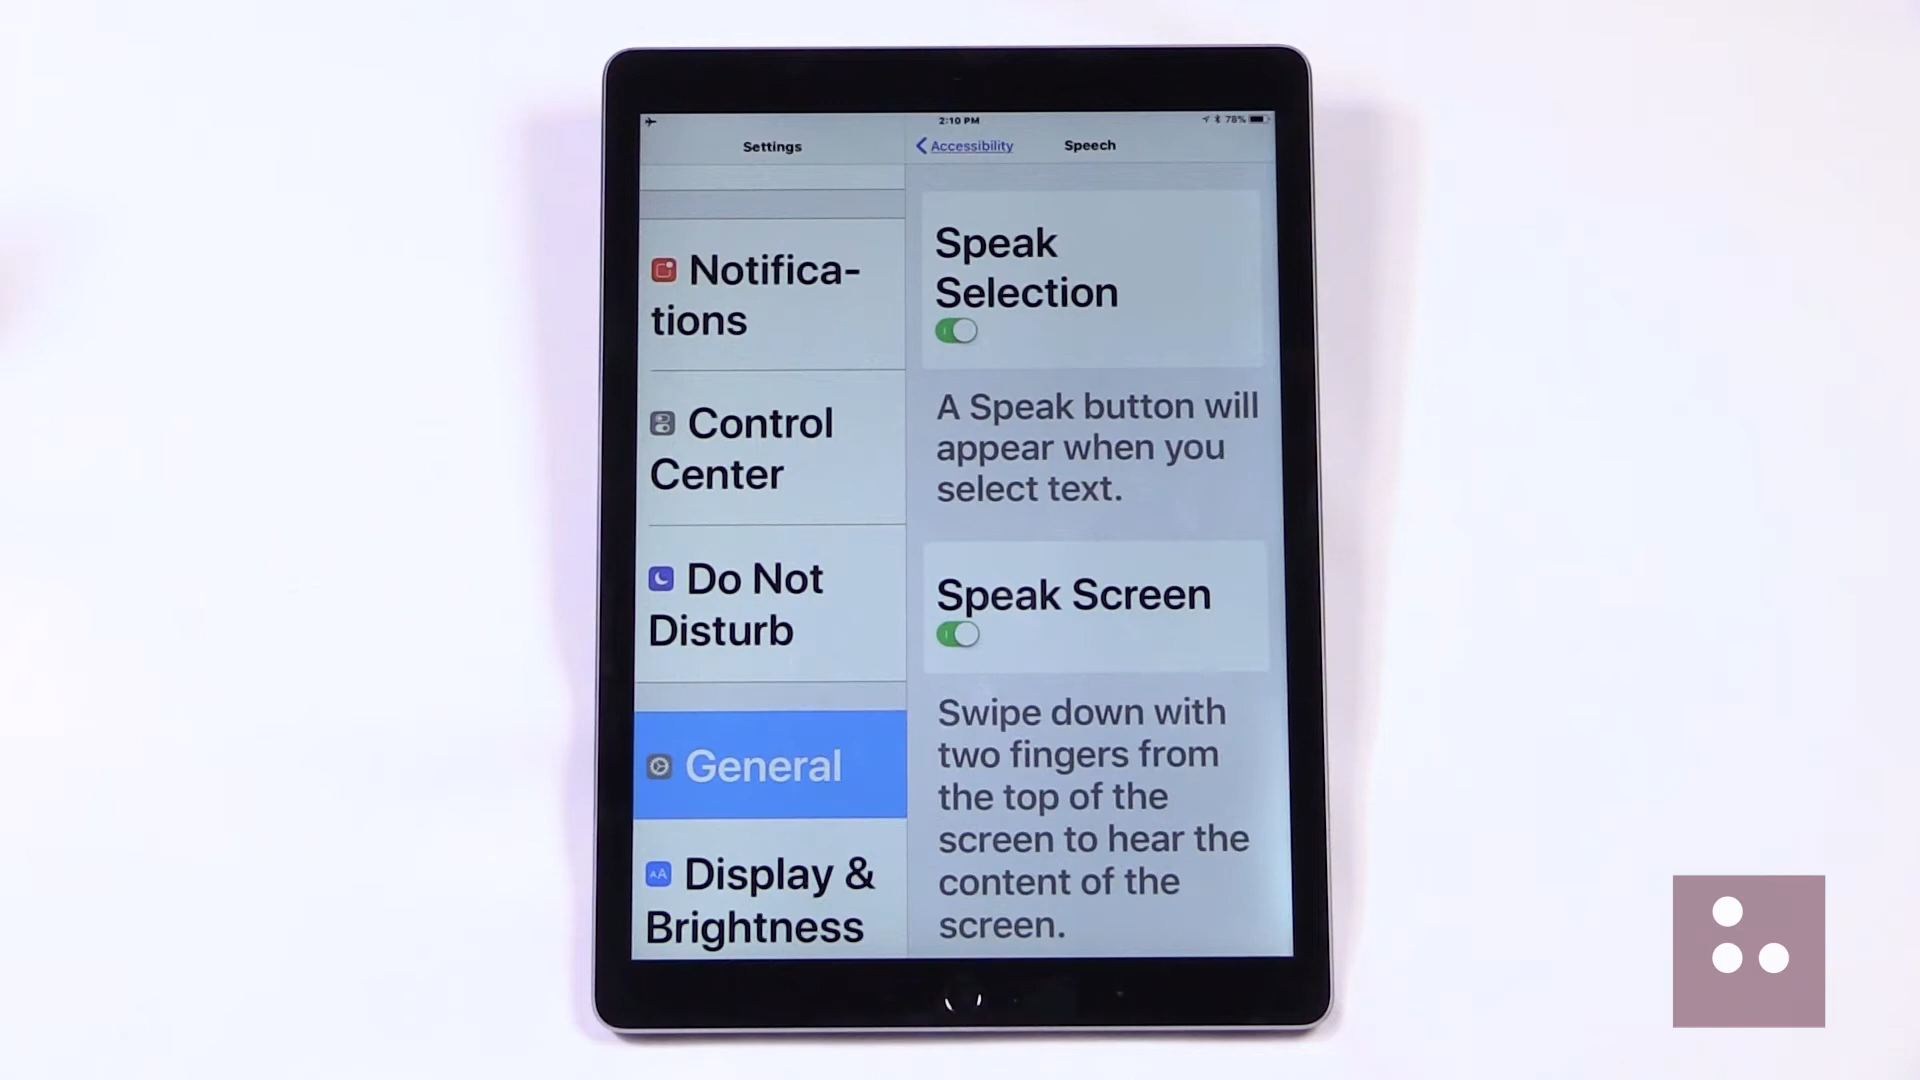 2:10 PM
78%
Settings
Accessibility
Speech
Notifica-
tions
Control
Center
Do Not
Disturb
General
AA
Display &
Brightness
Speak
Selection
A Speak button will
appear when you
select text.
Speak Screen
Swipe down with
two fingers from
the top of the
screen to hear the
content of the
screen.